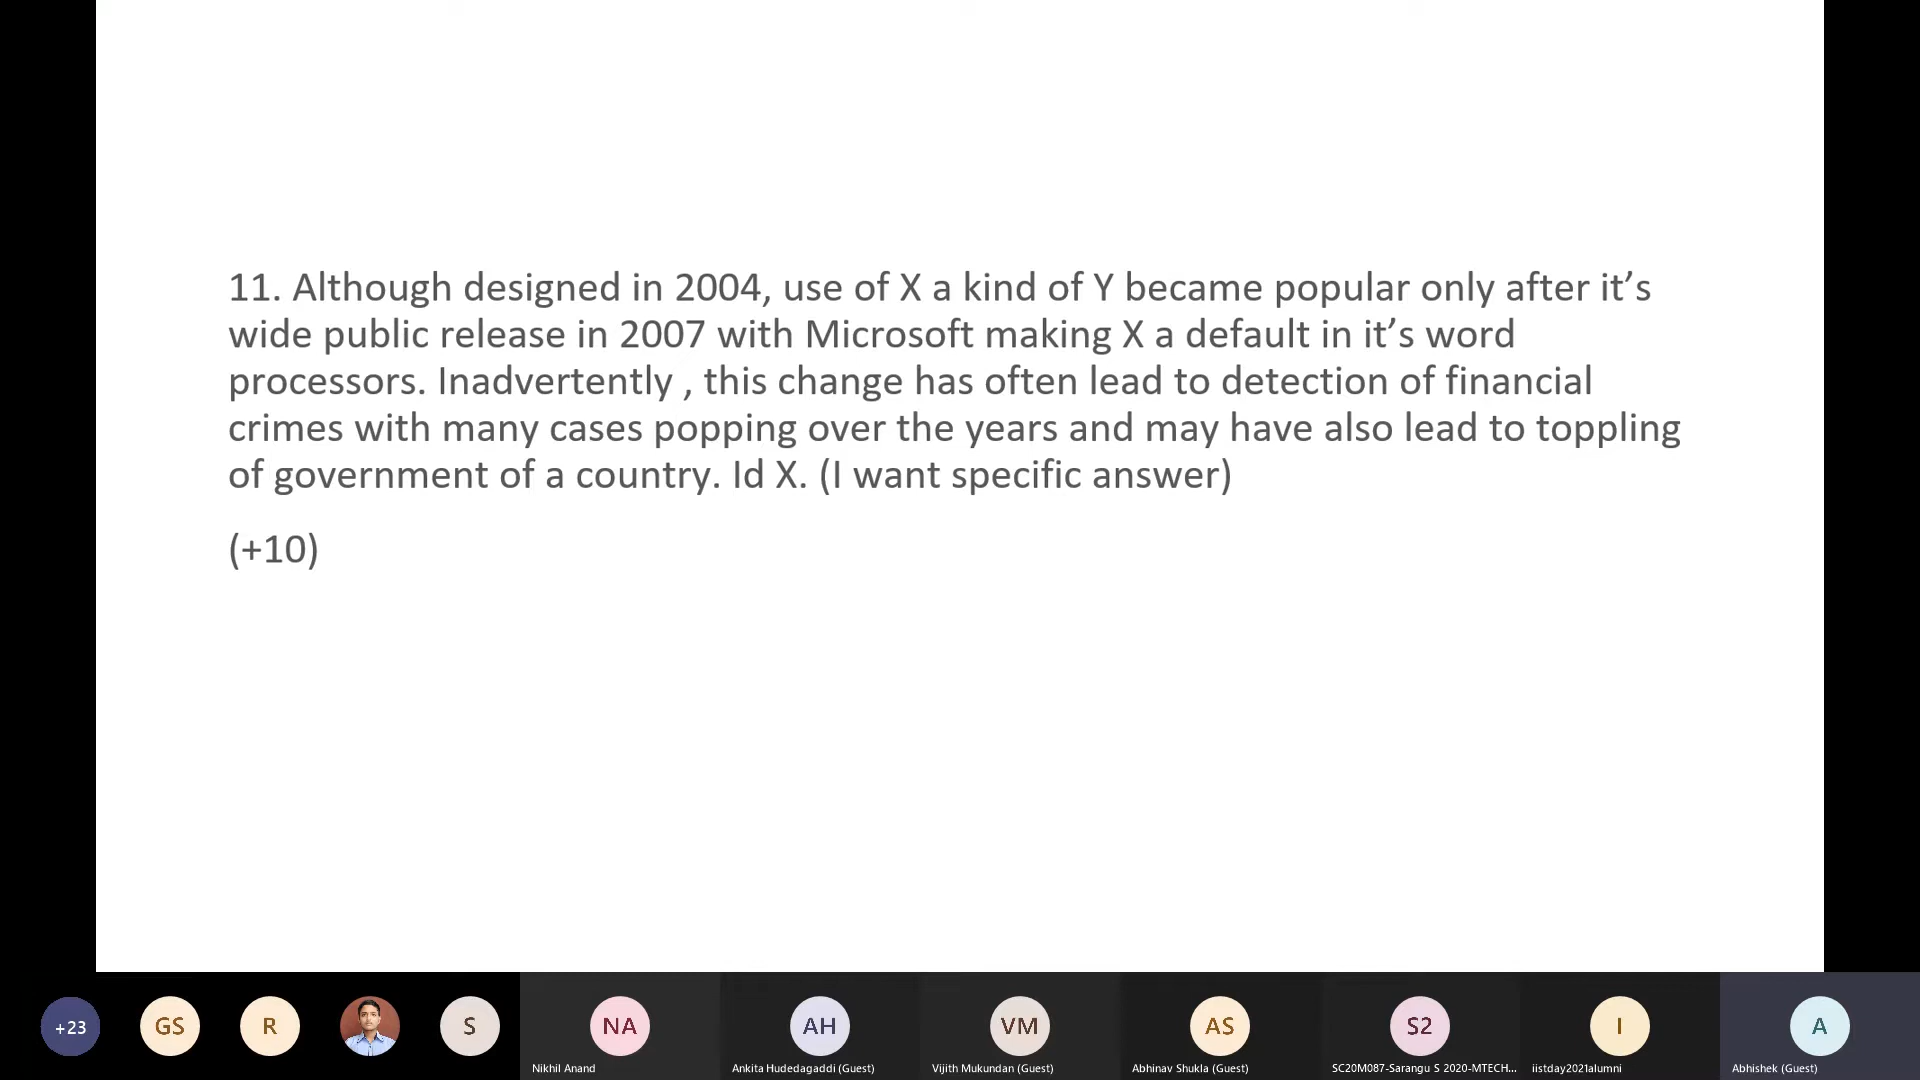 11. Although designed in 2004, use of X a kind of Y became popular only after it’s
wide public release in 2007 with Microsoft making X a default in it’s word
processors. Inadvertently , this change has often lead to detection of financial
crimes with many cases popping over the years and may have also lead to toppling
of government of a country. Id X. (I want specific answer)
(+10)
+23
GS
R
S
NA
AH
VM
AS
S2
I
A
Nikhil Anand
Ankita Hudedagaddi (Guest)
Vijith Mukundan (Guest)
Abhinav Shukla (Guest)
SC20M087-Sarangu S 2020-MTECH...
iistday2021alumni
Abhishek (Guest)